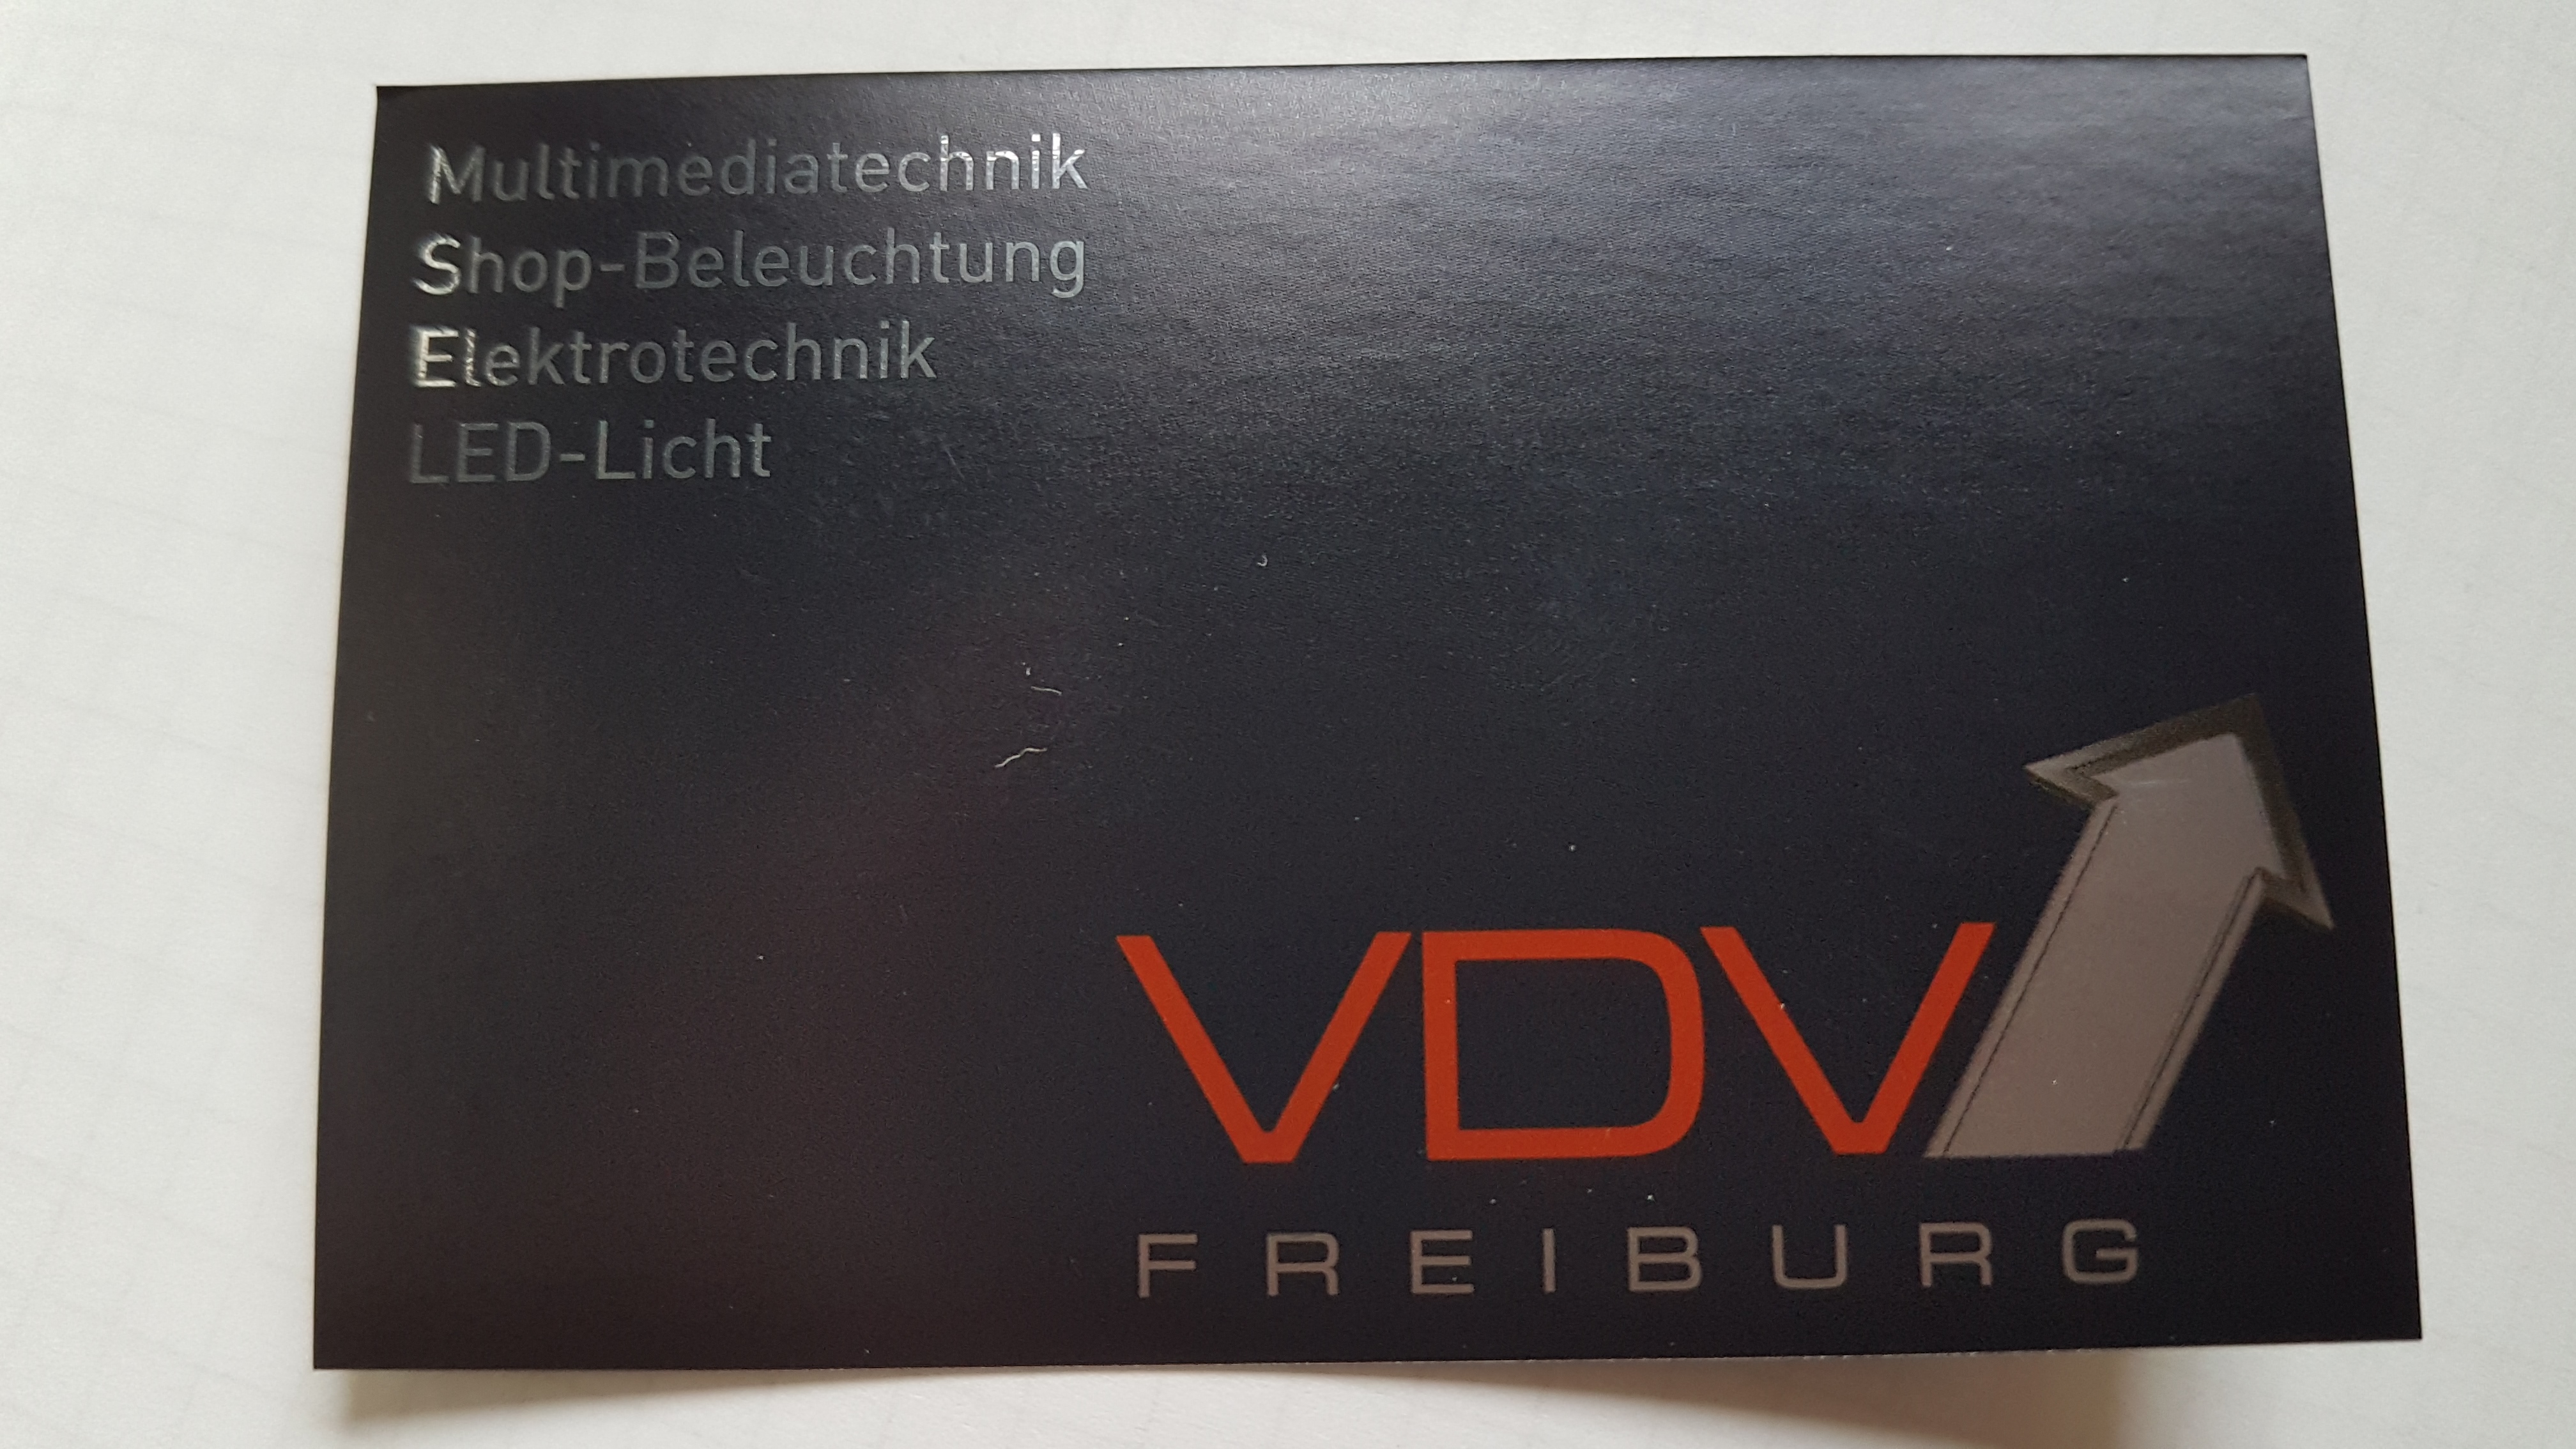 Multimediatechnik
Shop-Beleuchtung
Elektrotechnik
LED-Licht
VDV
FREIBURG